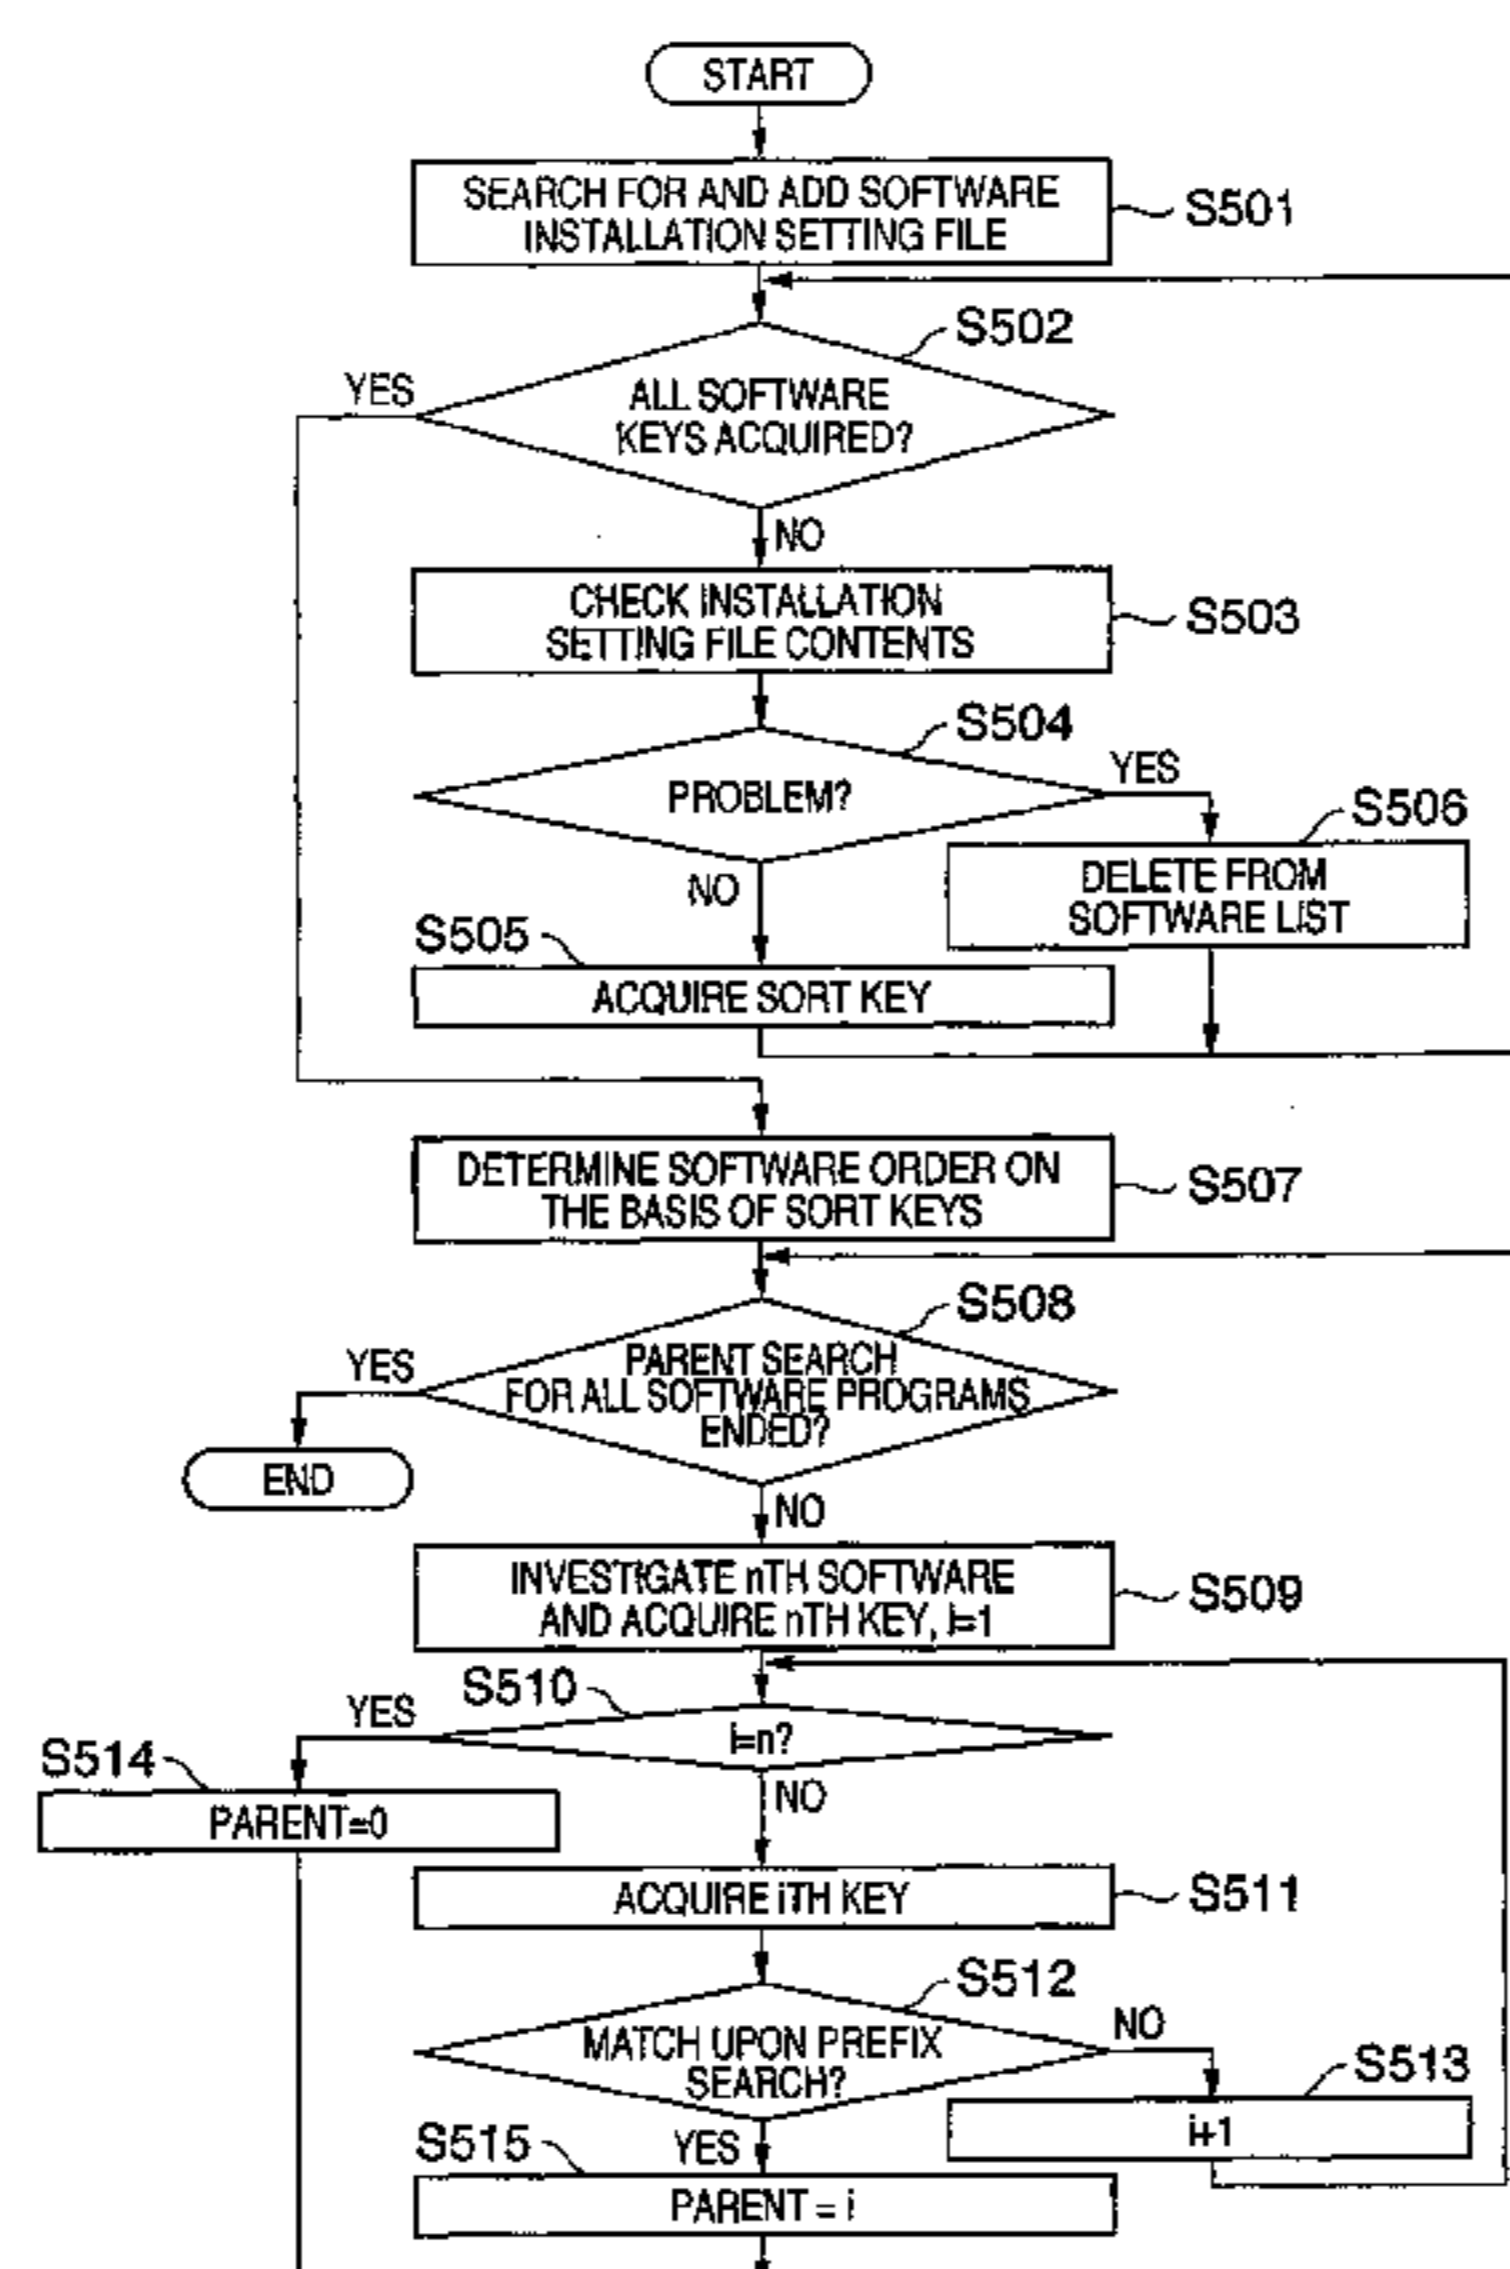 START
SEARCH FOR AND ADD SOFTWARE
INSTALLATION SETTING FILE
S501
S502
YES
ALL SOFTWARE
KEYS ACQUIRED?
NO
CHECK INSTALLATION
SETTING FILE CONTENTS
S503
S504
PROBLEM?
YES
S506
DELETE FROM
SOFTWARE LIST
NO
S505
ACQUIRE SORT KEY
DETERMINE SOFTWARE ORDER ON
THE BASIS OF SORT KEYS
S507
S508
YES
PARENT SEARCH
FOR ALL SOFTWARE PROGRAMS
ENDED?
END
NO
INVESTIGATE nTH SOFTWARE
AND ACQUIRE nTH KEY, i=1
S509
S510
YES
i=n?
S514
PARENT=0
NO
ACQUIRE iTH KEY
S511
S512
MATCH UPON PREFIX
SEARCH?
NO
S513
i+1
YES
S515
PARENT = i